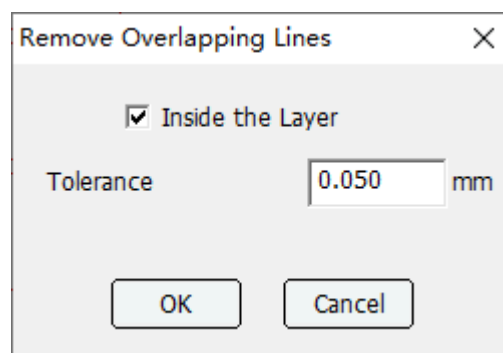 Remove Overlapping Lines
Inside the Layer
Tolerance 0.050 mm
OK Cancel